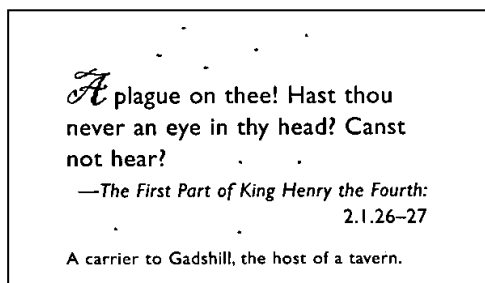 A plague on thee! Hast thou
never an eye in thy head? Canst
not hear?
—The First Part of King Henry the Fourth:
2.1.26–27
A carrier to Gadshill, the host of a tavern.